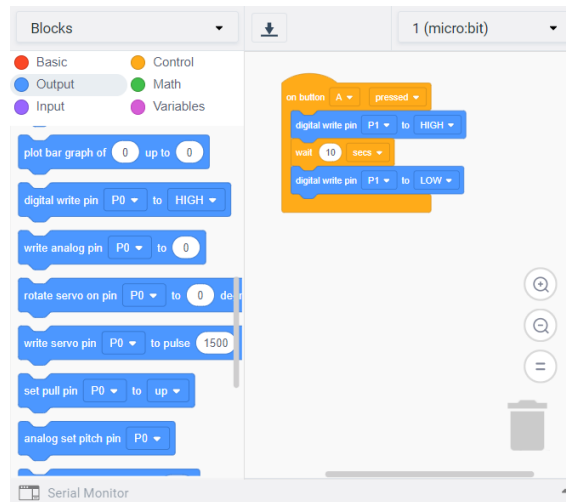 Blocks
1 (micro:bit)
Basic
Control
Output
Math
Input
Variables
plot bar graph of 0 up to 0
digital write pin P0 to HIGH
write analog pin P0 to 0
rotate servo on pin P0 to 0 de
write servo pin P0 to pulse 1500
set pull pin P0 to up
analog set pitch pin P0
on button A pressed
digital write pin P1 to HIGH
wait 10 secs
digital write pin P1 to LOW
Serial Monitor